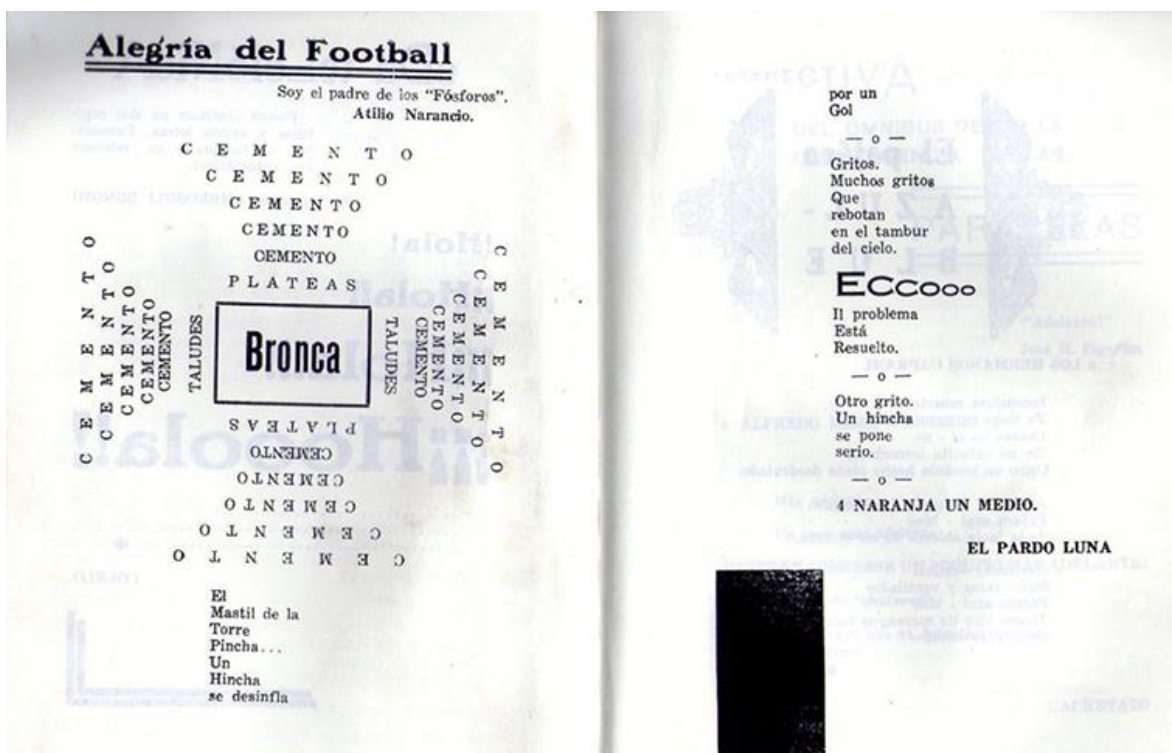 Alegría del Football
Soy el padre de los "Fósforos".
Atilio Narancio.
C E M E N T O
C E M E N T O
C E M E N T O
CEMENTO
CEMENTO
PLATEAS
CEMENTO
CEMENTO
CEMENTO
CEMENTO
CEMENTO
TALUDES
Bronca
TALUDES
CEMENTO
CEMENTO
CEMENTO
CEMENTO
CEMENTO
PLATEAS
CEMENTO
CEMENTO
CEMENTO
C E M E N T O
C E M E N T O
El
Mastil de la
Torre
Pincha...
Un
Hincha
se desinfla
por un
Gol
— o —
Gritos.
Muchos gritos
Que
rebotan
en el tambur
del cielo.
ECcooo
Il problema
Está
Resuelto.
— o —
Otro grito.
Un hincha
se pone
serio.
— o —
4 NARANJA UN MEDIO.
EL PARDO LUNA